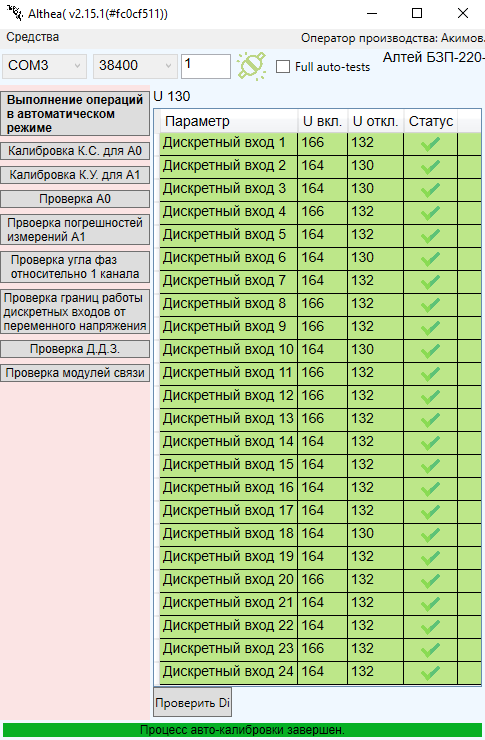 Althea( v2.15.1(#fc0cf511))
Средства
Оператор производства: Акимов.
COM3
38400
1
Full auto-tests
Алтей БЗП-220-
Выполнение операций
в автоматическом
режиме
Калибровка К.С. для А0
Калибровка К.У. для А1
Проверка А0
Првоерка погрешностей
измерений А1
Проверка угла фаз
относительно 1 канала
Проверка границ работы
дискретных входов от
переменного напряжения
Проверка Д.Д.З.
Проверка модулей связи
U 130
Параметр U вкл. U откл. Статус
Дискретный вход 1 166 132
Дискретный вход 2 164 130
Дискретный вход 3 164 130
Дискретный вход 4 166 132
Дискретный вход 5 164 132
Дискретный вход 6 164 130
Дискретный вход 7 164 132
Дискретный вход 8 166 132
Дискретный вход 9 166 132
Дискретный вход 10 164 130
Дискретный вход 11 166 132
Дискретный вход 12 166 132
Дискретный вход 13 166 132
Дискретный вход 14 164 132
Дискретный вход 15 164 132
Дискретный вход 16 164 132
Дискретный вход 17 164 132
Дискретный вход 18 164 130
Дискретный вход 19 164 132
Дискретный вход 20 166 132
Дискретный вход 21 164 132
Дискретный вход 22 164 132
Дискретный вход 23 166 132
Дискретный вход 24 164 132
Проверить Di
Процесс авто-калибровки завершен.